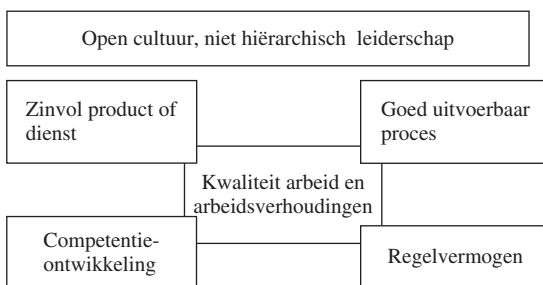 Open cultuur, niet hiërarchisch leiderschap
Zinvol product of
dienst
Goed uitvoerbaar
proces
Kwaliteit arbeid en
arbeidsverhoudingen
Competentie-
ontwikkeling
Regelvermogen